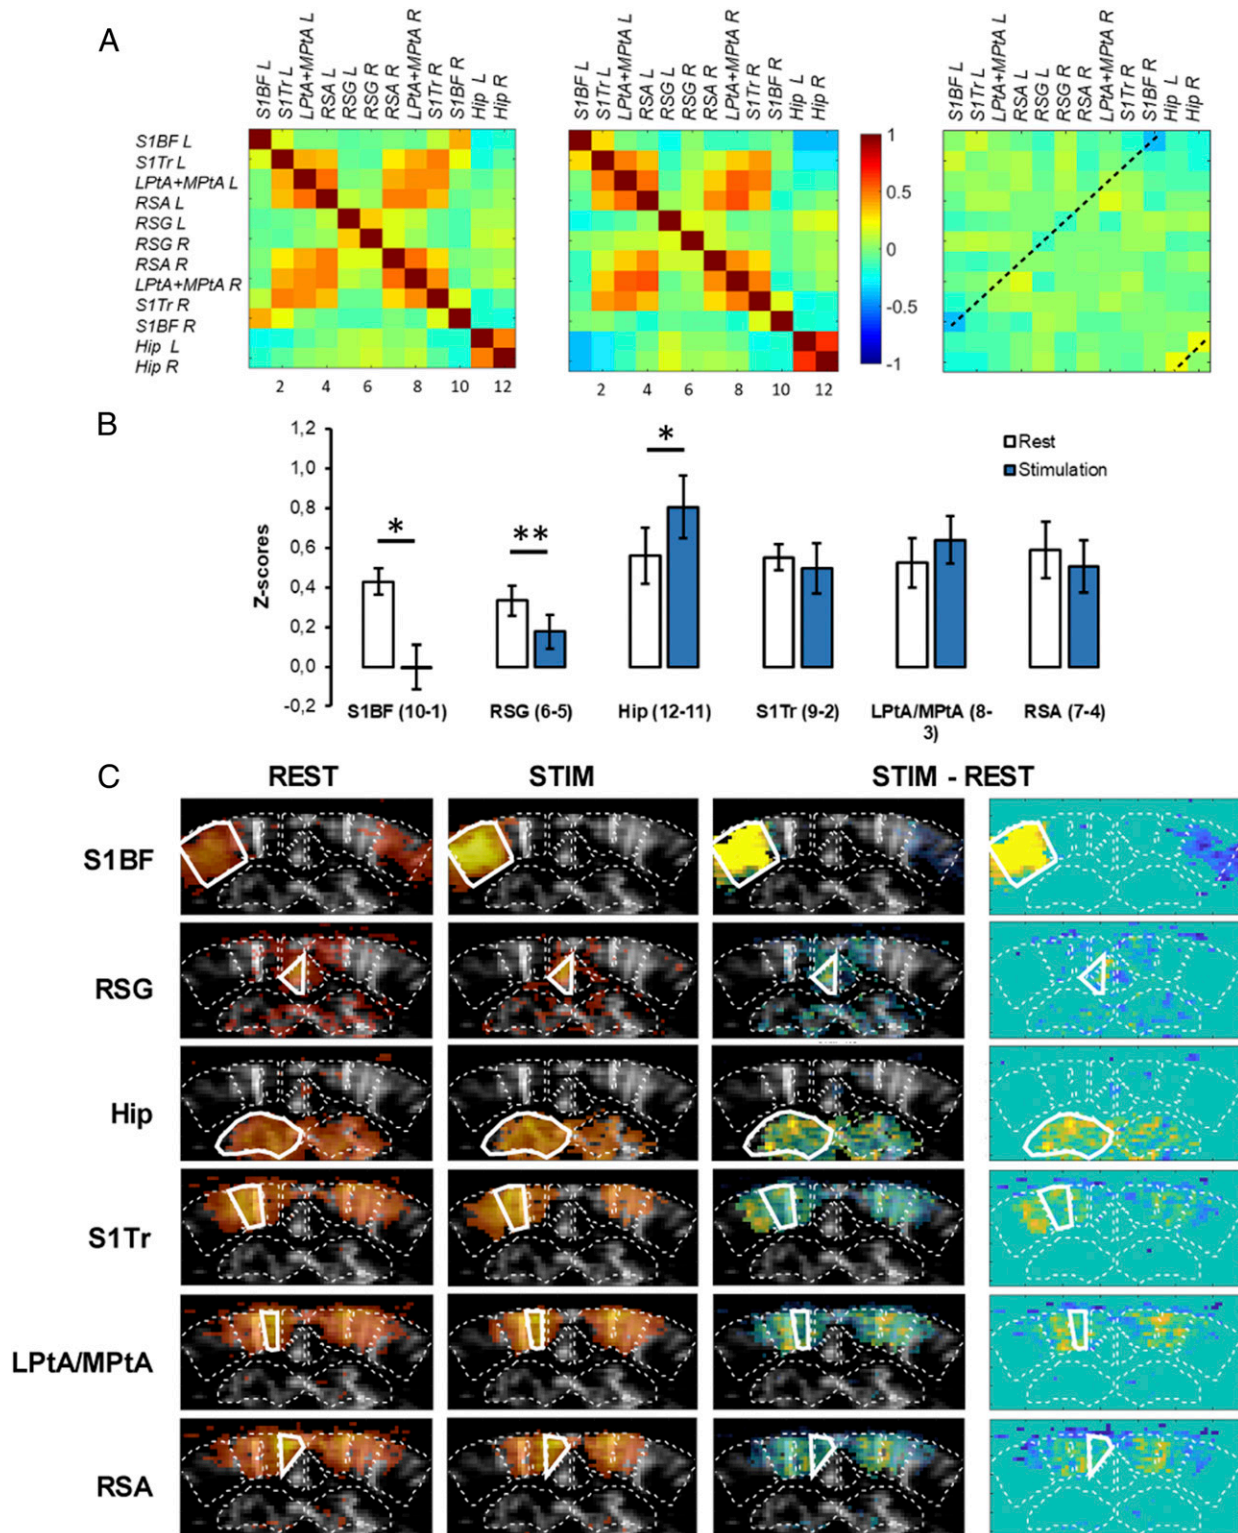 A
S1BF L
S1Tr L
LPtA+MPtA L
RSA L
RSG L
RSG R
RSA R
LPtA+MPtA R
S1Tr R
S1BF R
Hip L
Hip R
S1BF L
S1Tr L
LPtA+MPtA L
RSA L
RSG L
RSG R
RSA R
LPtA+MPtA R
S1Tr R
S1BF R
Hip L
Hip R
S1BF L
S1Tr L
LPtA+MPtA L
RSA L
RSG L
RSG R
RSA R
LPtA+MPtA R
S1Tr R
S1BF R
Hip L
Hip R
S1BF L
S1Tr L
LPtA+MPtA L
RSA L
RSG L
RSG R
RSA R
LPtA+MPtA R
S1Tr R
S1BF R
Hip L
Hip R
2 4 6 8 10 12
2 4 6 8 10 12
1
0.5
0
-0.5
-1
2 4 6 8 10 12
B
Z-scores
1,2
1,0
0,8
0,6
0,4
0,2
0,0
-0,2
*
**
*
Rest
Stimulation
S1BF (10-1) RSG (6-5) Hip (12-11) S1Tr (9-2) LPtA/MPtA (8- RSA (7-4)
3)
C
REST STIM STIM - REST
S1BF
RSG
Hip
S1Tr
LPtA/MPtA
RSA